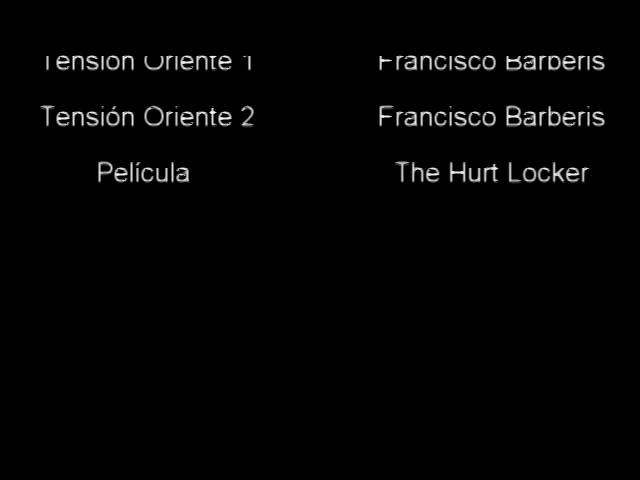 Tensión Oriente 1 Francisco Barberis
Tensión Oriente 2 Francisco Barberis
Película The Hurt Locker